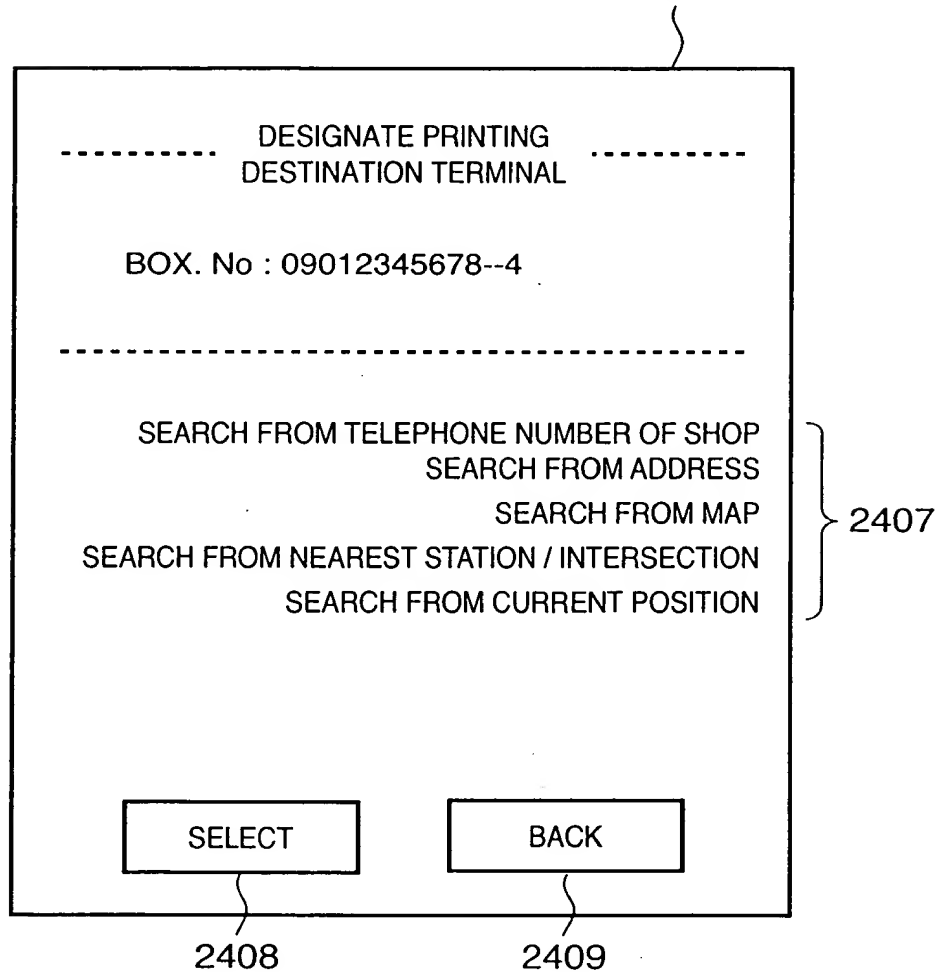 DESIGNATE PRINTING
DESTINATION TERMINAL
BOX. No : 09012345678--4
SEARCH FROM TELEPHONE NUMBER OF SHOP
SEARCH FROM ADDRESS
SEARCH FROM MAP
SEARCH FROM NEAREST STATION / INTERSECTION
SEARCH FROM CURRENT POSITION
2407
SELECT
BACK
2408
2409